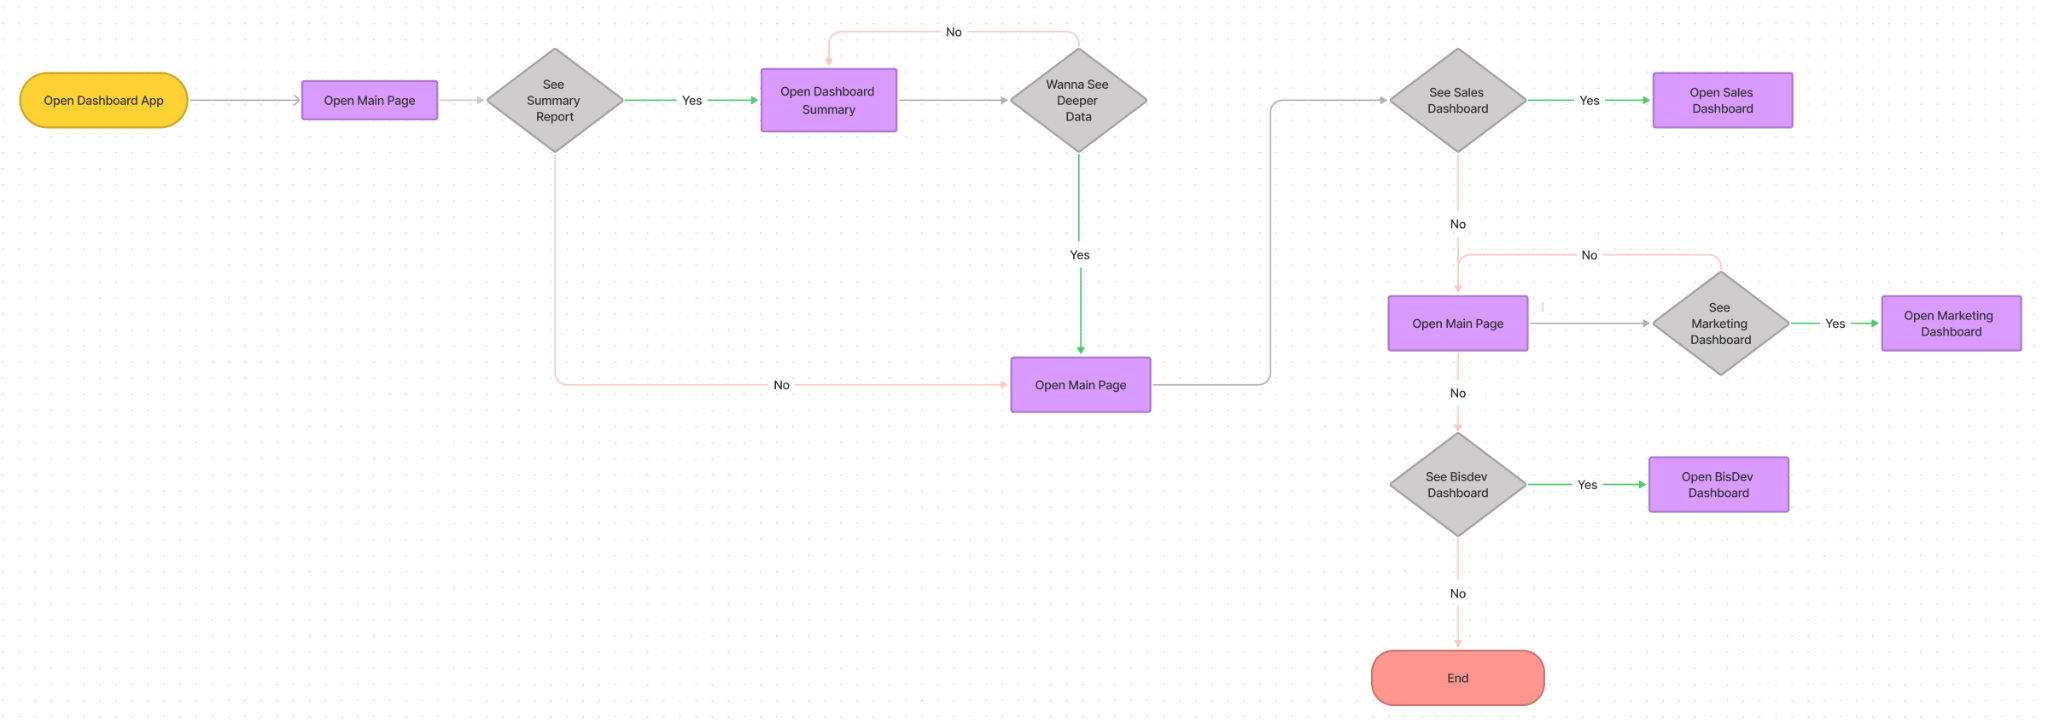 No
Open Dashboard App
Open Main Page
See
Summary
Report
Yes
Open Dashboard
Summary
Wanna See
Deeper
Data
See Sales
Dashboard
Yes
Open Sales
Dashboard
No
Yes
No
Open Main Page
See
Marketing
Dashboard
Yes
Open Marketing
Dashboard
No
Open Main Page
No
See Bisdev
Dashboard
Yes
Open BisDev
Dashboard
No
End